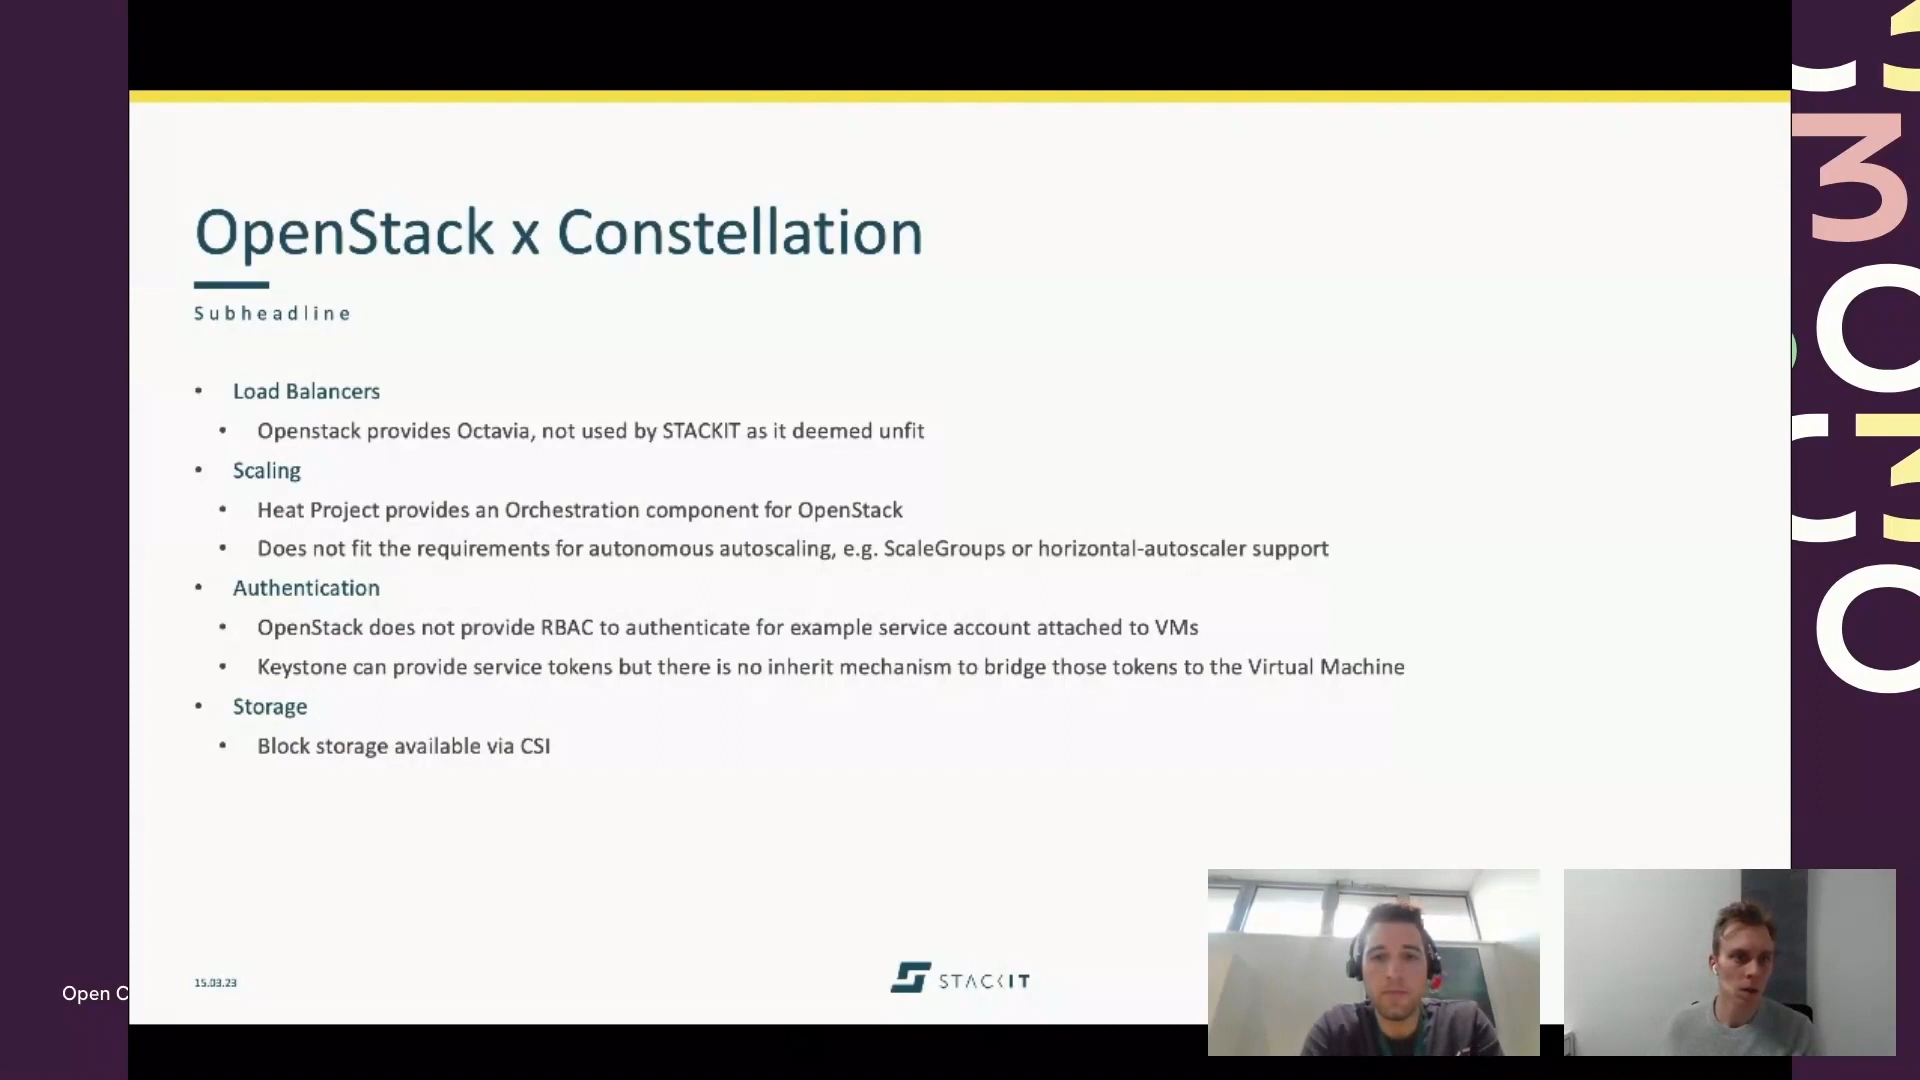 OpenStack x Constellation
Subheadline
• Load Balancers
• Openstack provides Octavia, not used by STACKIT as it deemed unfit
• Scaling
• Heat Project provides an Orchestration component for OpenStack
• Does not fit the requirements for autonomous autoscaling, e.g. ScaleGroups or horizontal-autoscaler support
• Authentication
• OpenStack does not provide RBAC to authenticate for example service account attached to VMs
• Keystone can provide service tokens but there is no inherit mechanism to bridge those tokens to the Virtual Machine
• Storage
• Block storage available via CSI
15.03.23
STACKIT
Open C
3
O
O